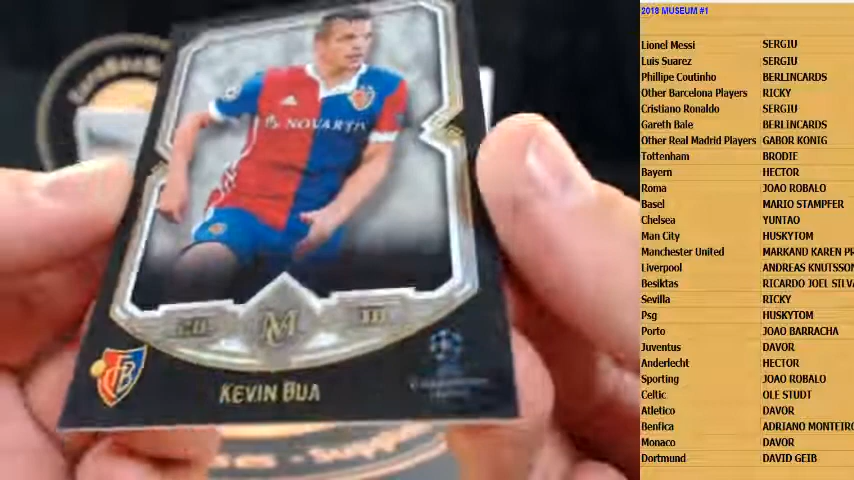 2018 MUSEUM #1
Lionel Messi SERGIU
Luis Suarez SERGIU
Phillipe Coutinho BERLINCARDS
Other Barcelona Players RICKY
Cristiano Ronaldo SERGIU
Gareth Bale BERLINCARDS
Other Real Madrid Players GABOR KONIG
Tottenham BRODIE
Bayern HECTOR
Roma JOAO ROBALO
Basel MARIO STAMPFER
Chelsea YUNTAO
Man City HUSKYTOM
Manchester United MARKAND KAREN PR
Liverpool ANDREAS KNUTSSON
Besiktas RICARDO JOEL SILVA
Sevilla RICKY
Psg HUSKYTOM
Porto JOAO BARRACHA
Juventus DAVOR
Anderlecht HECTOR
Sporting JOAO ROBALO
Celtic OLE STUDT
Atletico DAVOR
Benfica ADRIANO MONTEIRO
Monaco DAVOR
Dortmund DAVID GEIB
NOVARTIS
M
FCB
KEVIN BUA